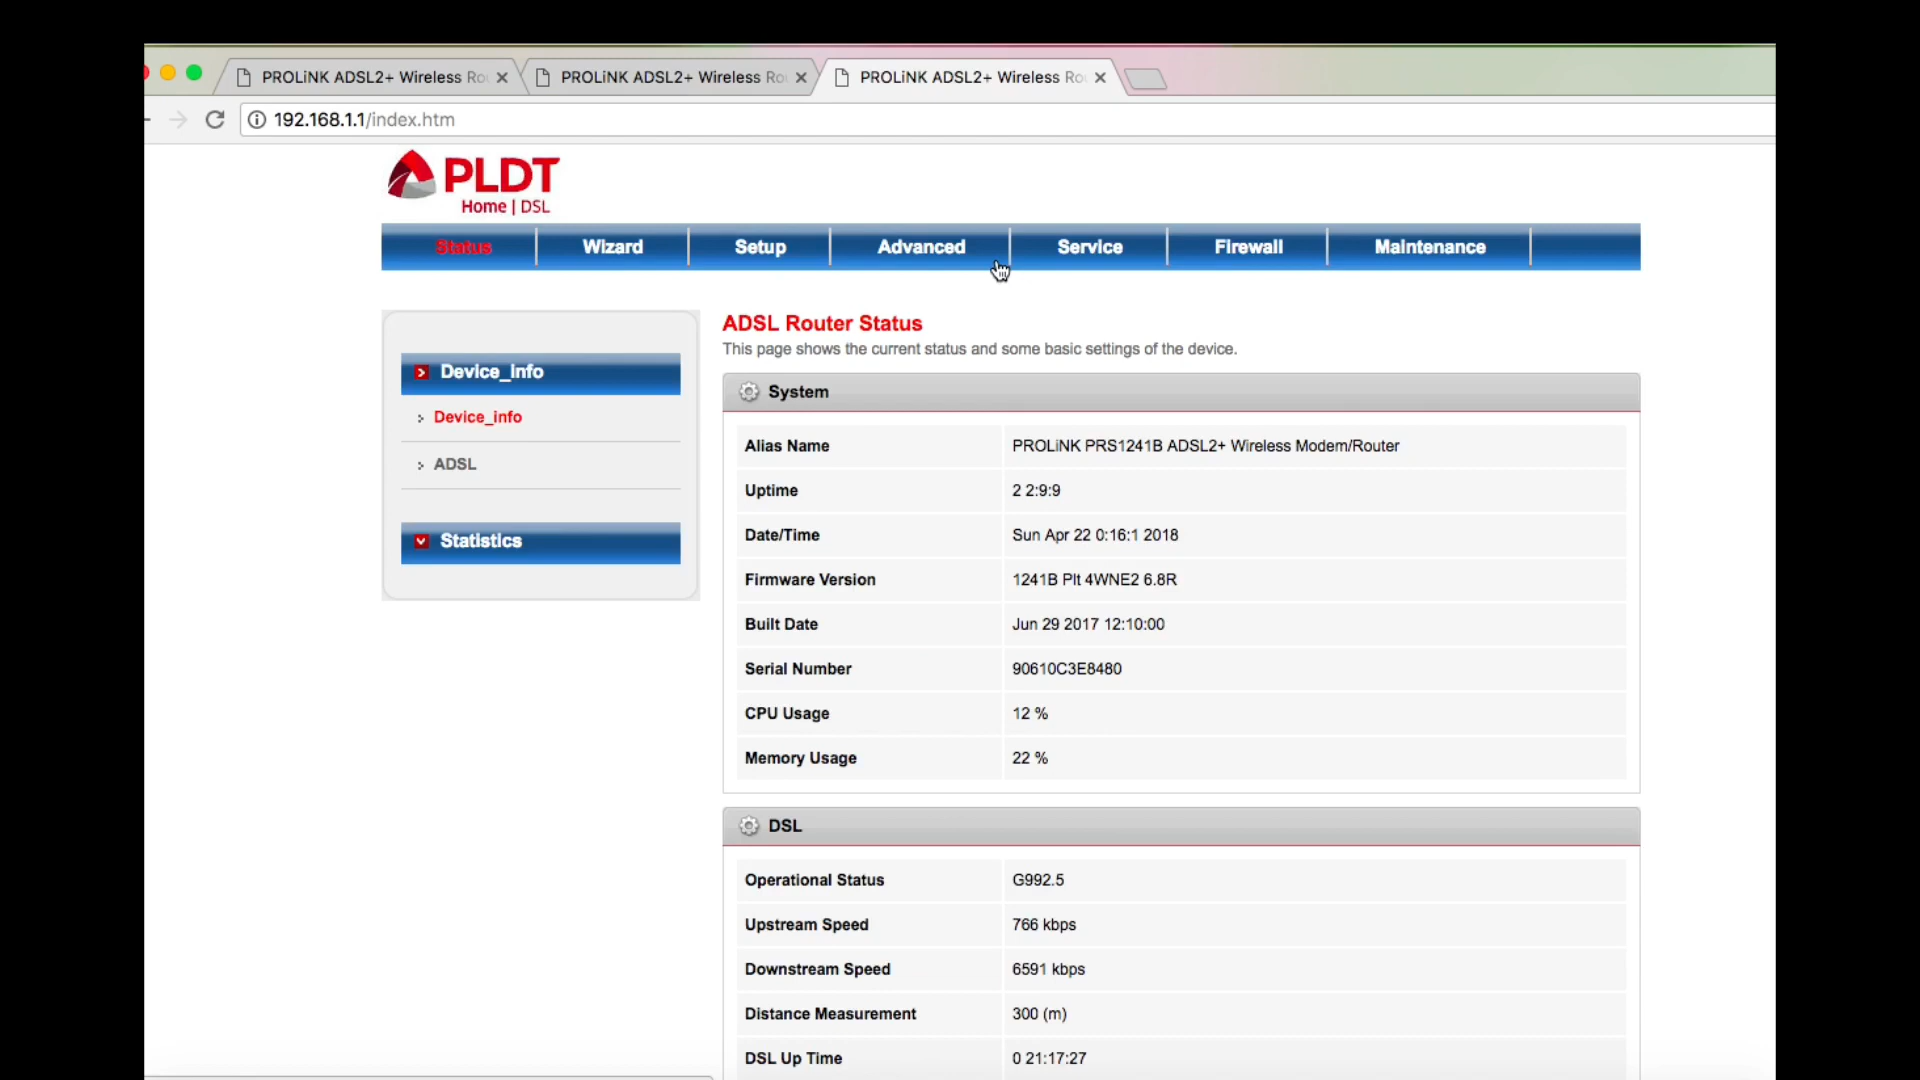 PROLiNK ADSL2+ Wireless Ro PROLiNK ADSL2+ Wireless Ro PROLiNK ADSL2+ Wireless Ro
192.168.1.1/index.htm
PLDT
Home | DSL
Status Wizard Setup Advanced Service Firewall Maintenance
Device_info
Device_info
ADSL
Statistics
ADSL Router Status
This page shows the current status and some basic settings of the device.
System
Alias Name PROLiNK PRS1241B ADSL2+ Wireless Modem/Router
Uptime 2 2:9:9
Date/Time Sun Apr 22 0:16:1 2018
Firmware Version 1241B Plt 4WNE2 6.8R
Built Date Jun 29 2017 12:10:00
Serial Number 90610C3E8480
CPU Usage 12 %
Memory Usage 22 %
DSL
Operational Status G992.5
Upstream Speed 766 kbps
Downstream Speed 6591 kbps
Distance Measurement 300 (m)
DSL Up Time 0 21:17:27